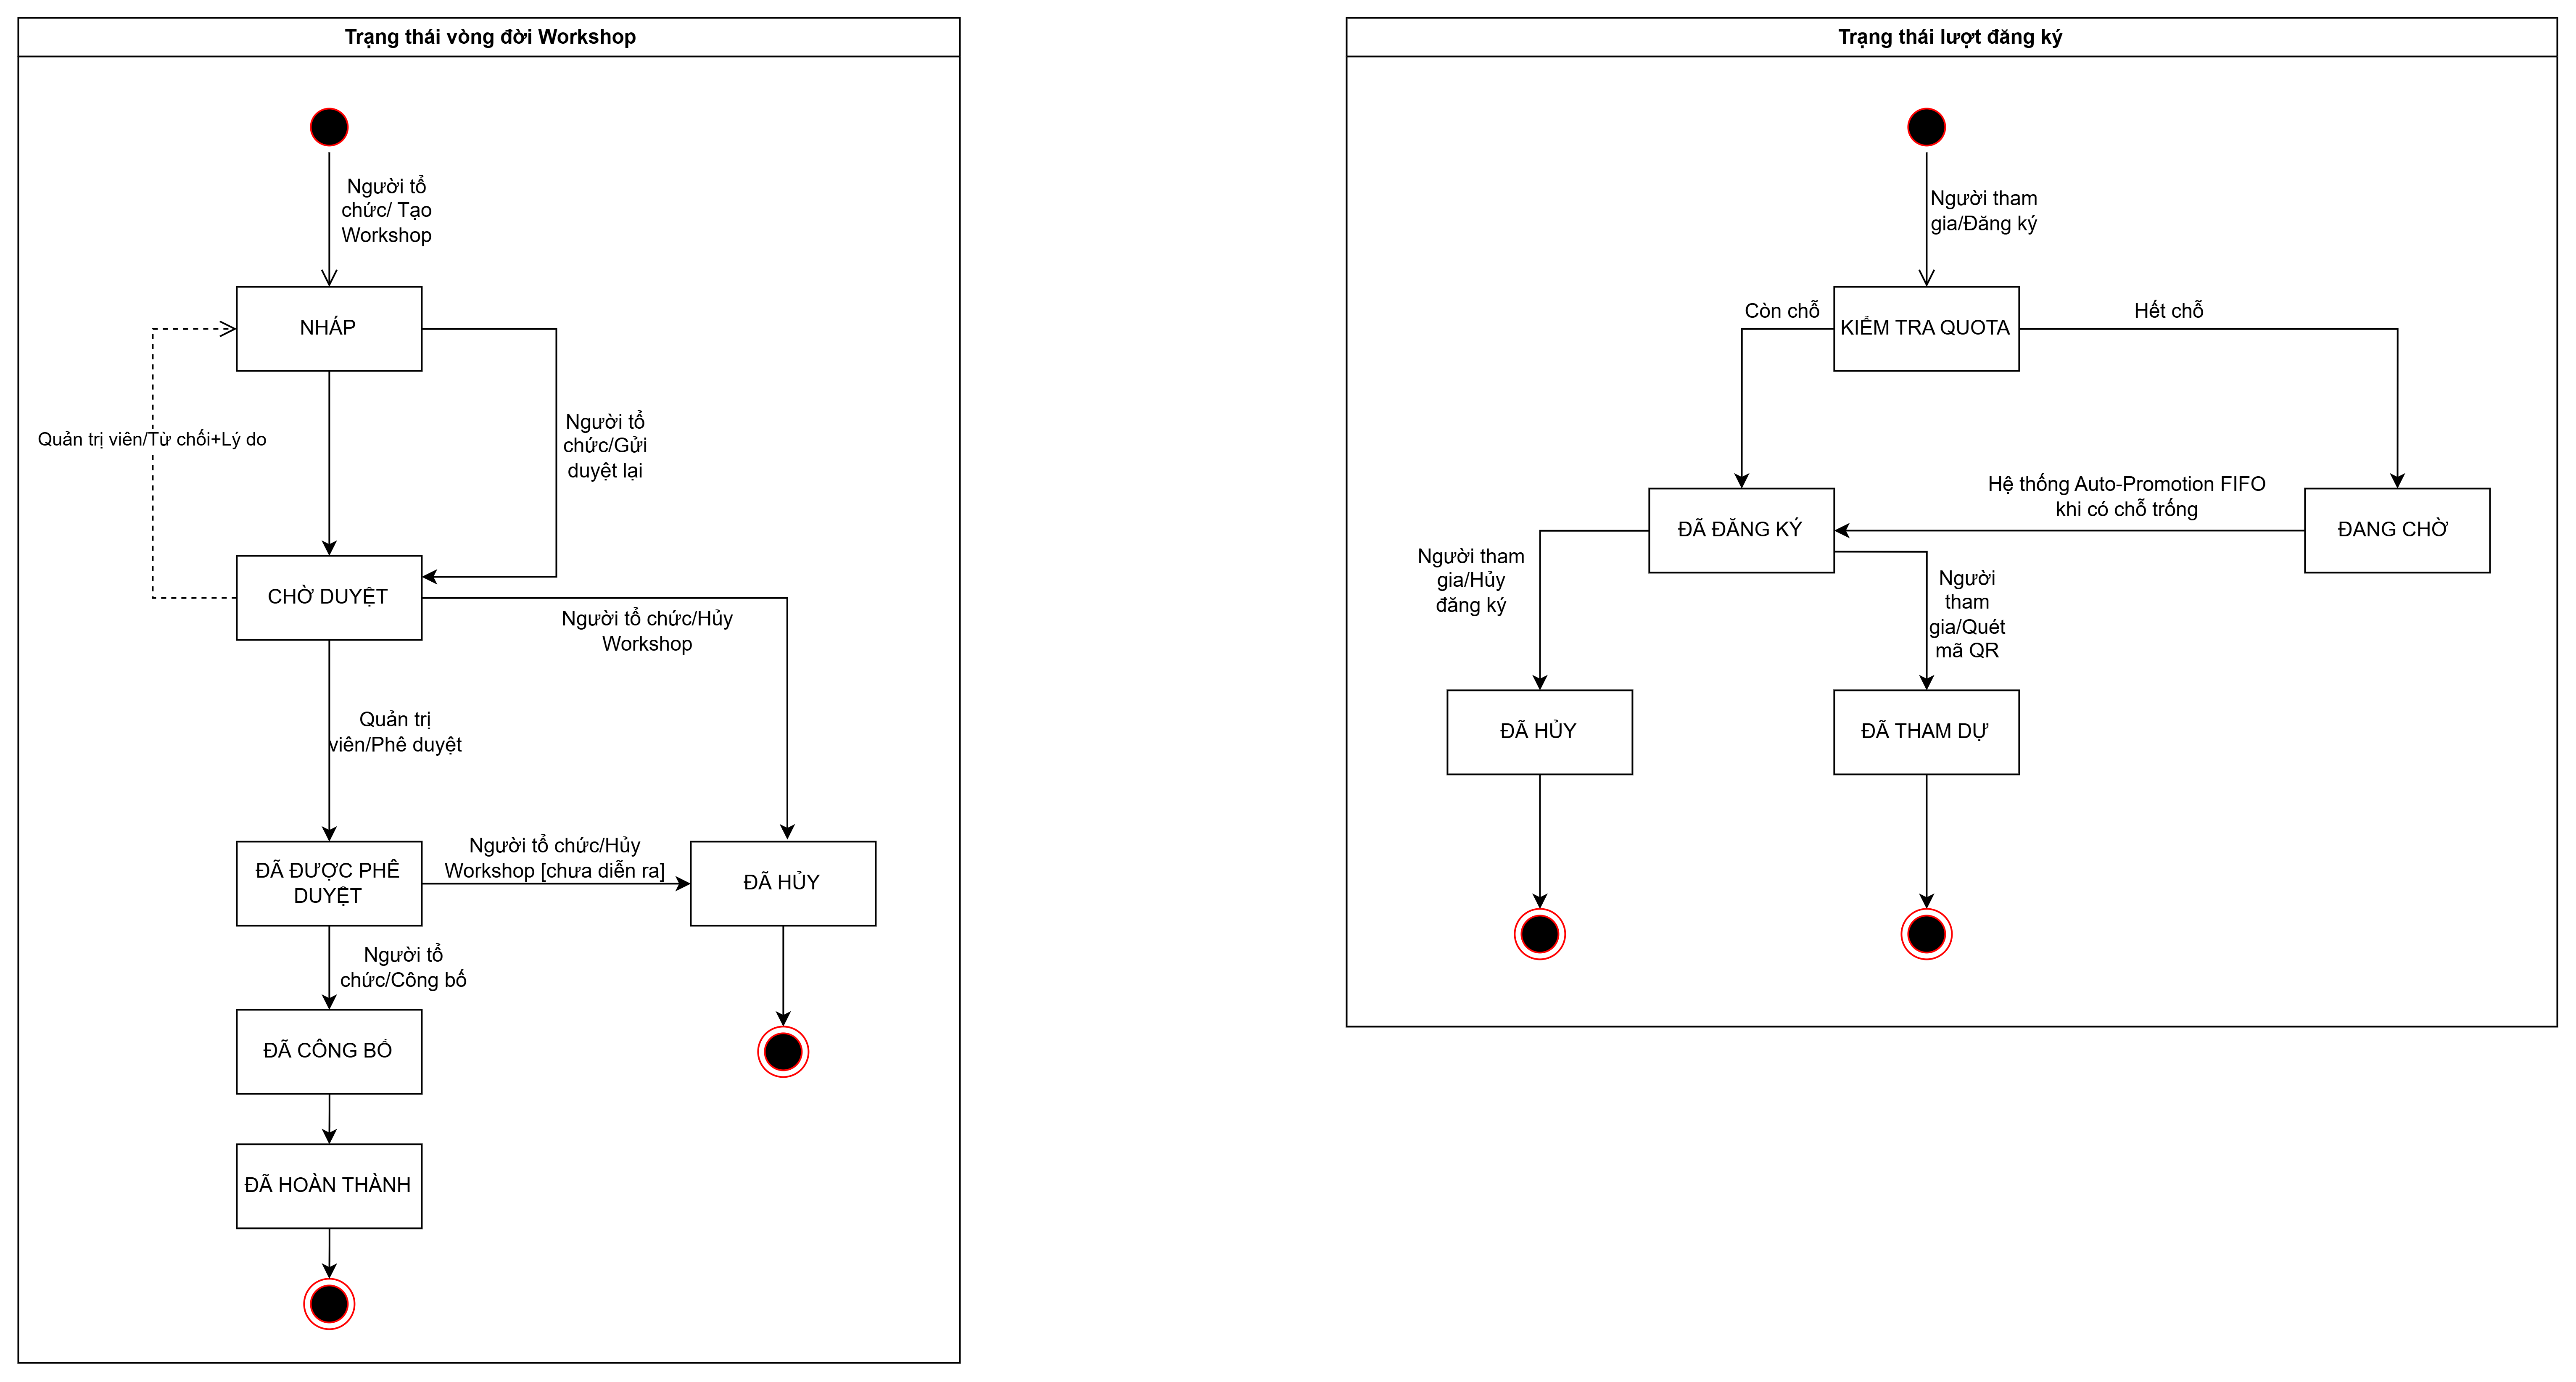 Trạng thái vòng đời Workshop
Người tổ
chức/ Tạo
Workshop
NHÁP
Quản trị viên/Từ chối+Lý do
Người tổ
chức/Gửi
duyệt lại
CHỜ DUYỆT
Người tổ chức/Hủy
Workshop
Quản trị
viên/Phê duyệt
ĐÃ ĐƯỢC PHÊ
DUYỆT
Người tổ chức/Hủy
Workshop [chưa diễn ra]
ĐÃ HỦY
Người tổ
chức/Công bố
ĐÃ CÔNG BỐ
ĐÃ HOÀN THÀNH
Trạng thái lượt đăng ký
Người tham
gia/Đăng ký
Còn chỗ
KIỂM TRA QUOTA
Hết chỗ
ĐÃ ĐĂNG KÝ
Hệ thống Auto-Promotion FIFO
khi có chỗ trống
ĐANG CHỜ
Người tham
gia/Hủy
đăng ký
Người
tham
gia/Quét
mã QR
ĐÃ HỦY
ĐÃ THAM DỰ